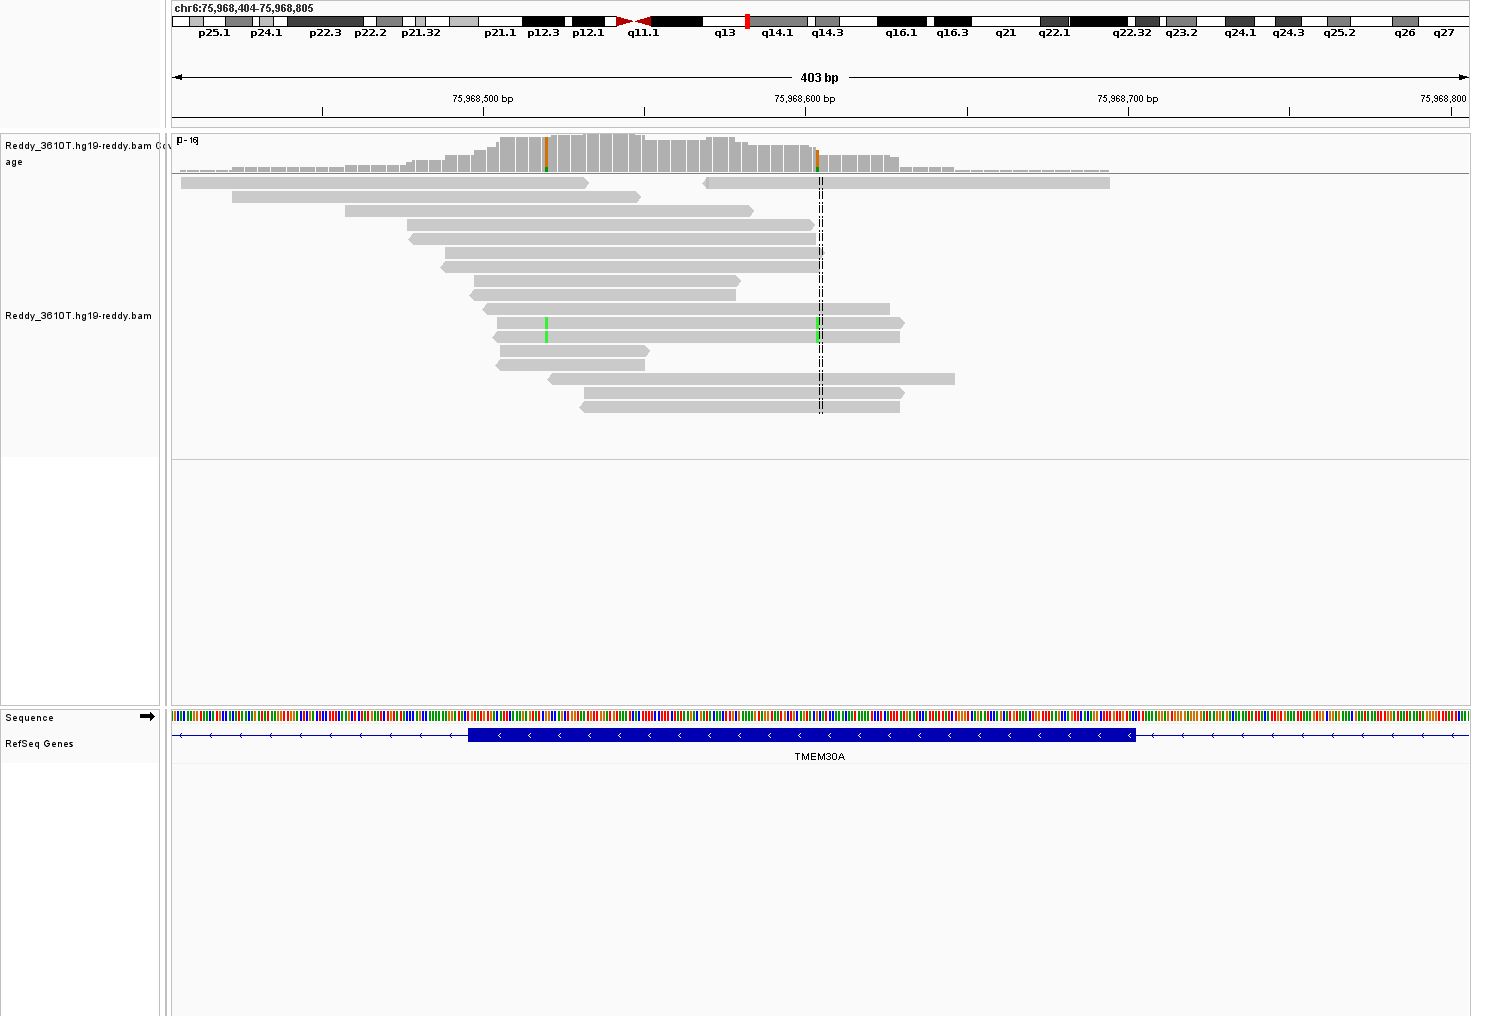 chr6:75,968,404-75,968,805
p25.1 p24.1 p22.3 p22.2 p21.32 p21.1 p12.3 p12.1 q11.1 q13 q14.1 q14.3 q16.1 q16.3 q21 q22.1 q22.32 q23.2 q24.1 q24.3 q25.2 q26 q27
403 bp
75,968,500 bp 75,968,600 bp 75,968,700 bp 75,968,800
Reddy_3610T.hg19-reddy.bam Cov
age
[0 - 16]
Reddy_3610T.hg19-reddy.bam
Sequence
RefSeq Genes
TMEM30A